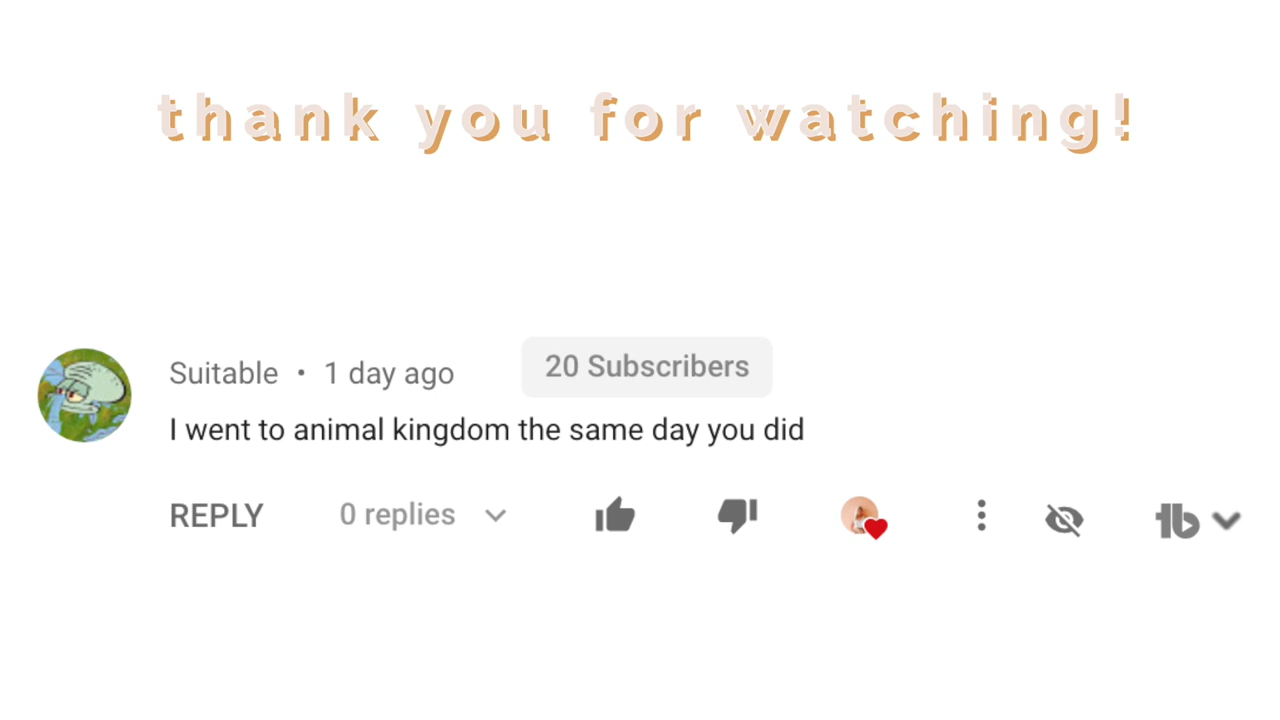 thank you for watching!
Suitable • 1 day ago 20 Subscribers
I went to animal kingdom the same day you did
REPLY 0 replies
tb